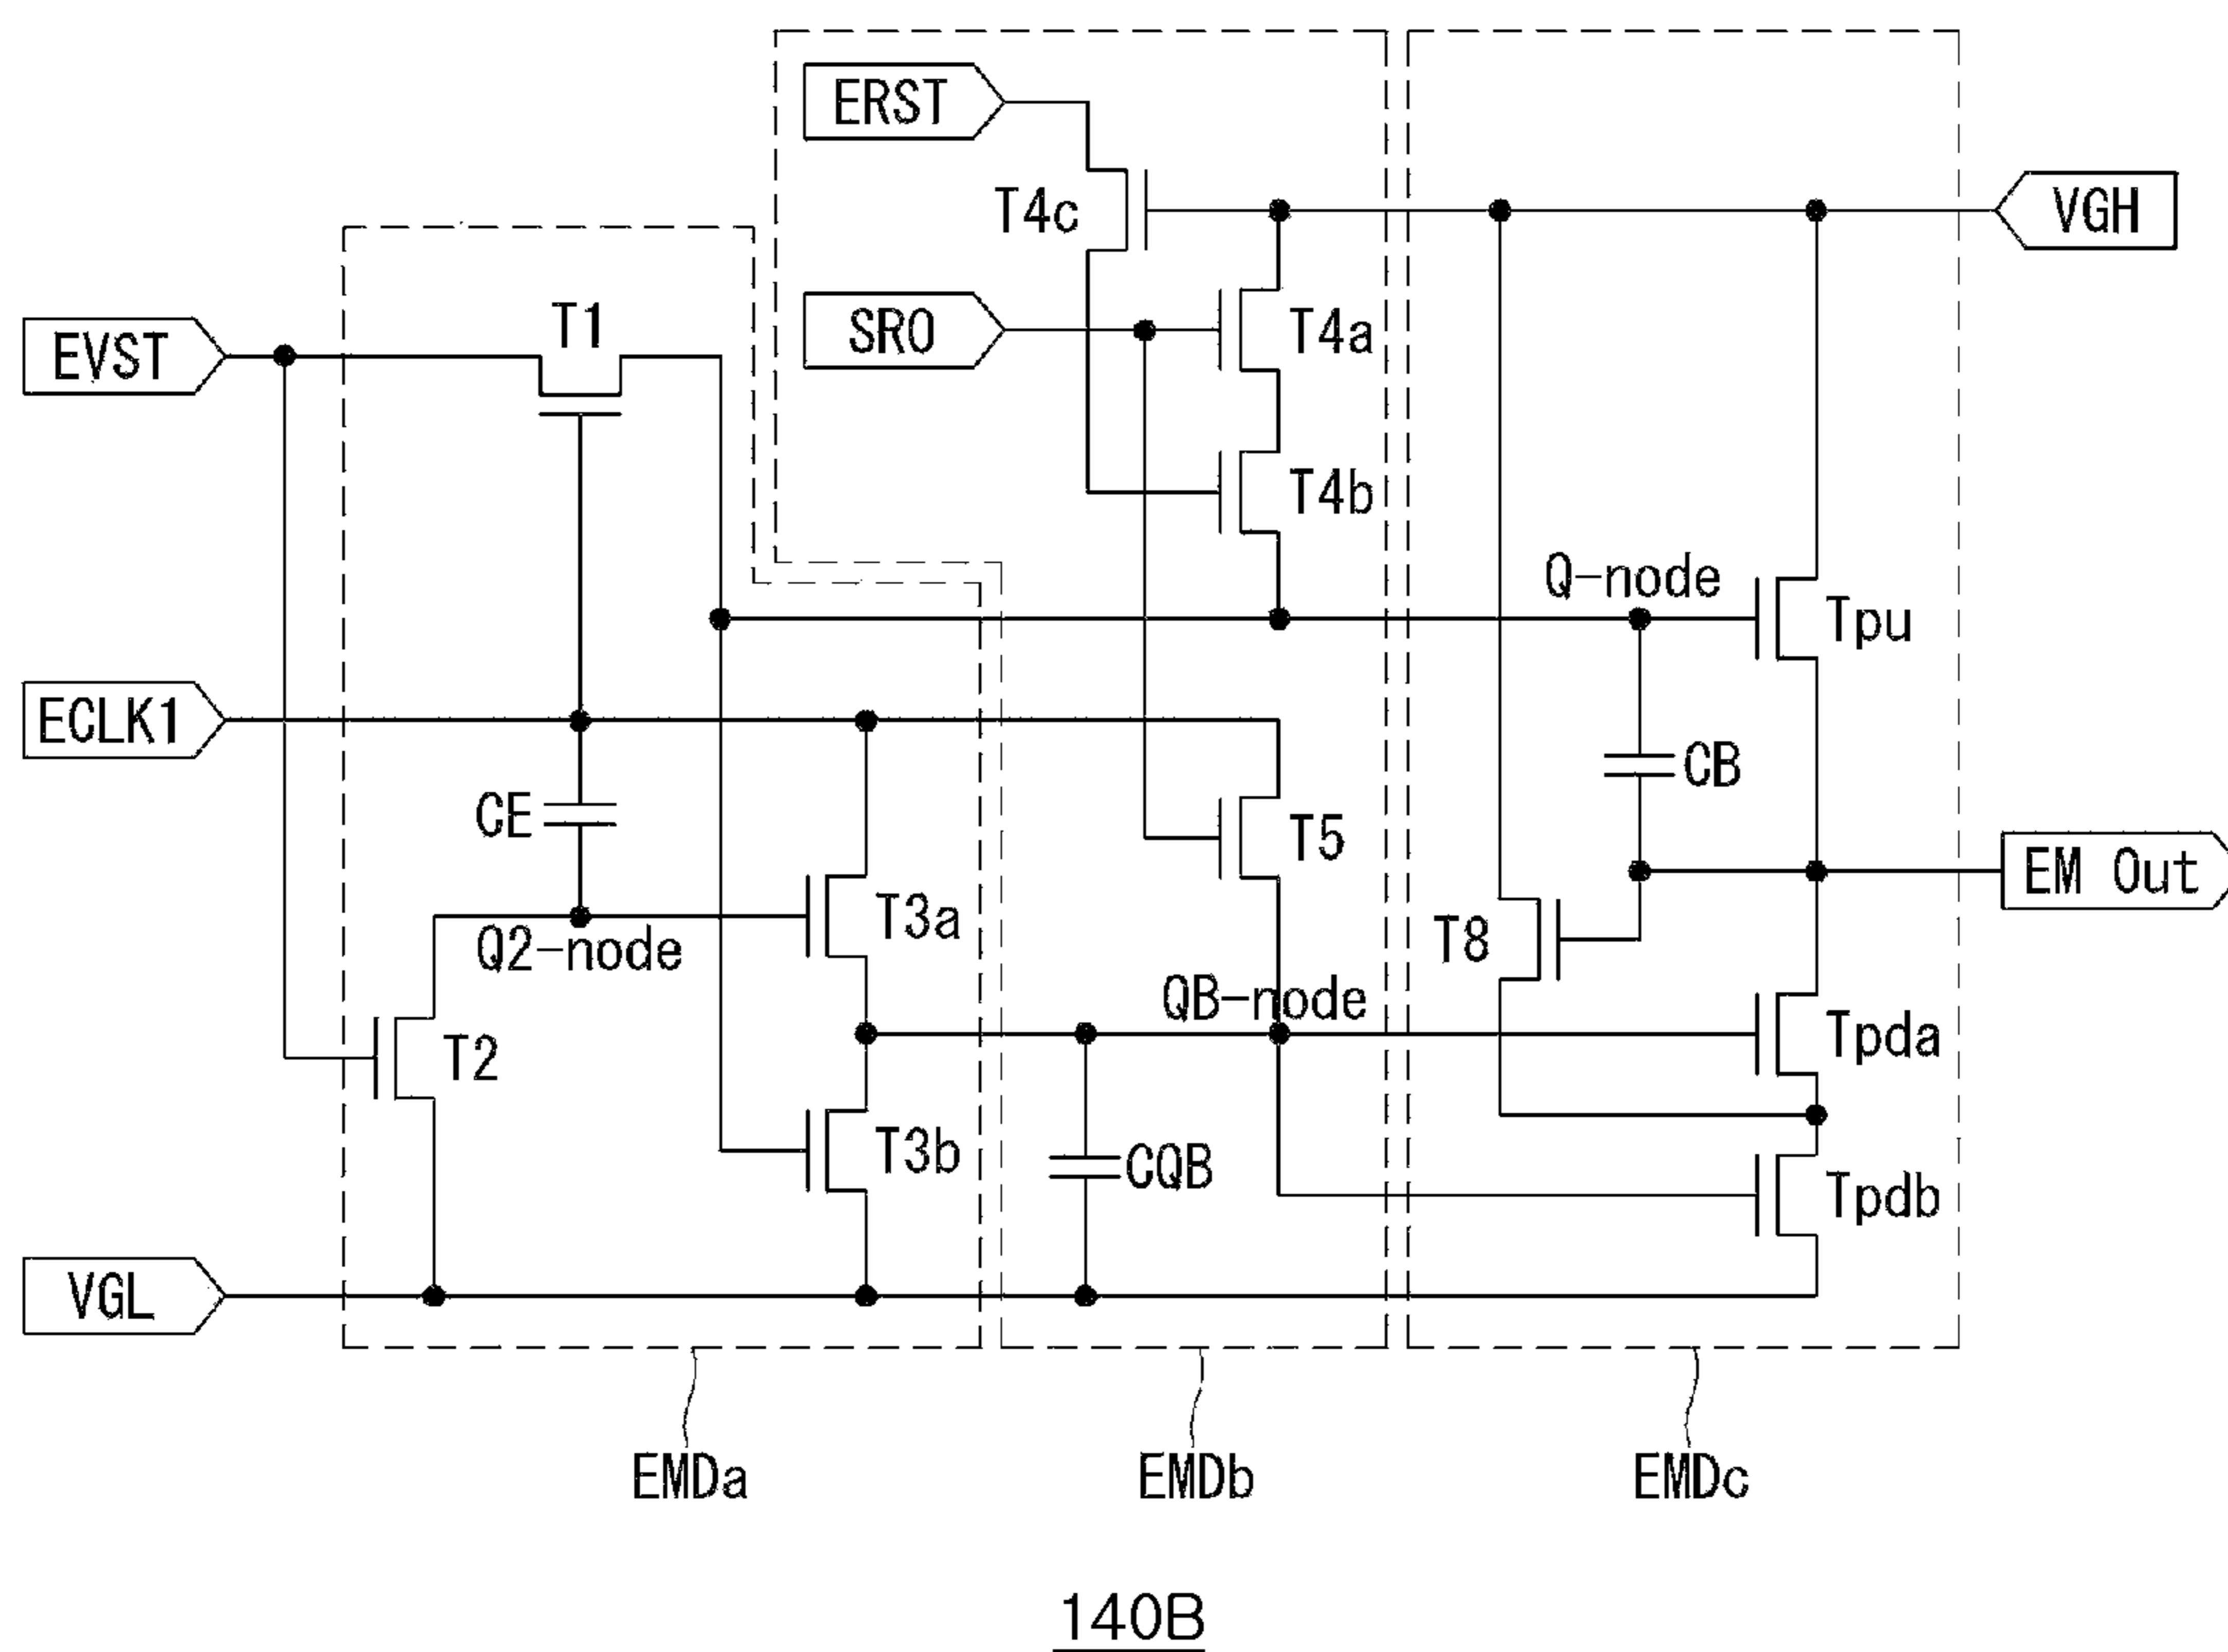 ERST
T4c
VGH
T1
SRO
T4a
EVST
T4b
Q-node
Tpu
ECLK1
CB
CE
T5
EM Out
T3a
T8
Q2-node
QB-node
Tpda
T2
T3b
CQB
Tpdb
VGL
EMDa
EMDb
EMDc
140B